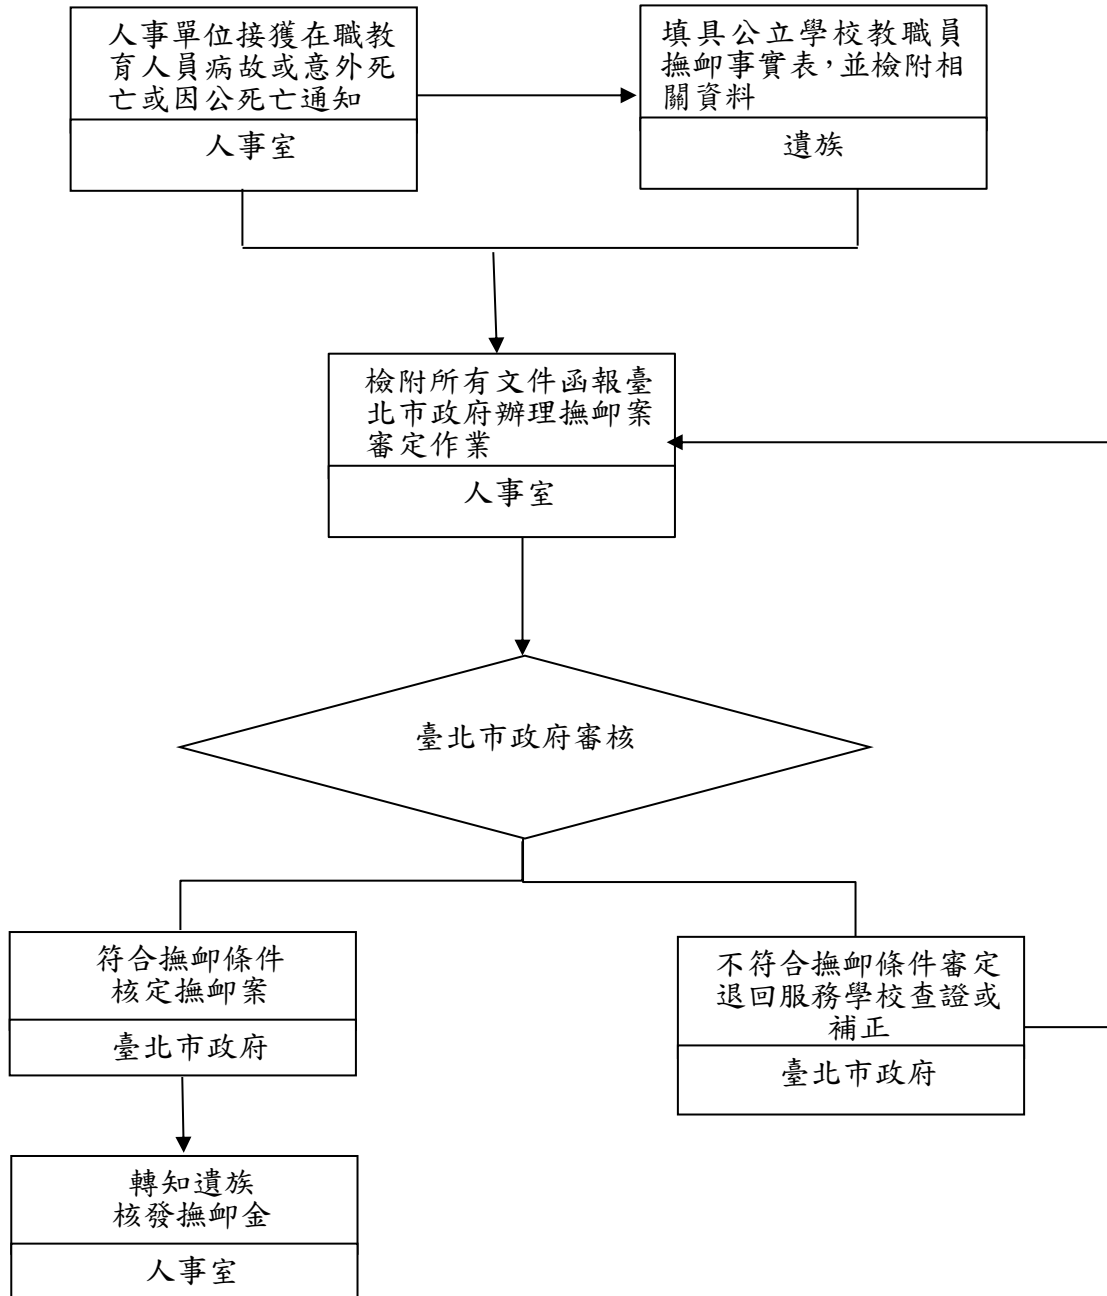 人事單位接獲在職教
育人員病故或意外死
亡或因公死亡通知
人事室
填具公立學校教職員
撫卹事實表，並檢附相
關資料
遺族
檢附所有文件函報臺
北市政府辦理撫卹案
審定作業
人事室
臺北市政府審核
符合撫卹條件
核定撫卹案
臺北市政府
不符合撫卹條件審定
退回服務學校查證或
補正
臺北市政府
轉知遺族
核發撫卹金
人事室